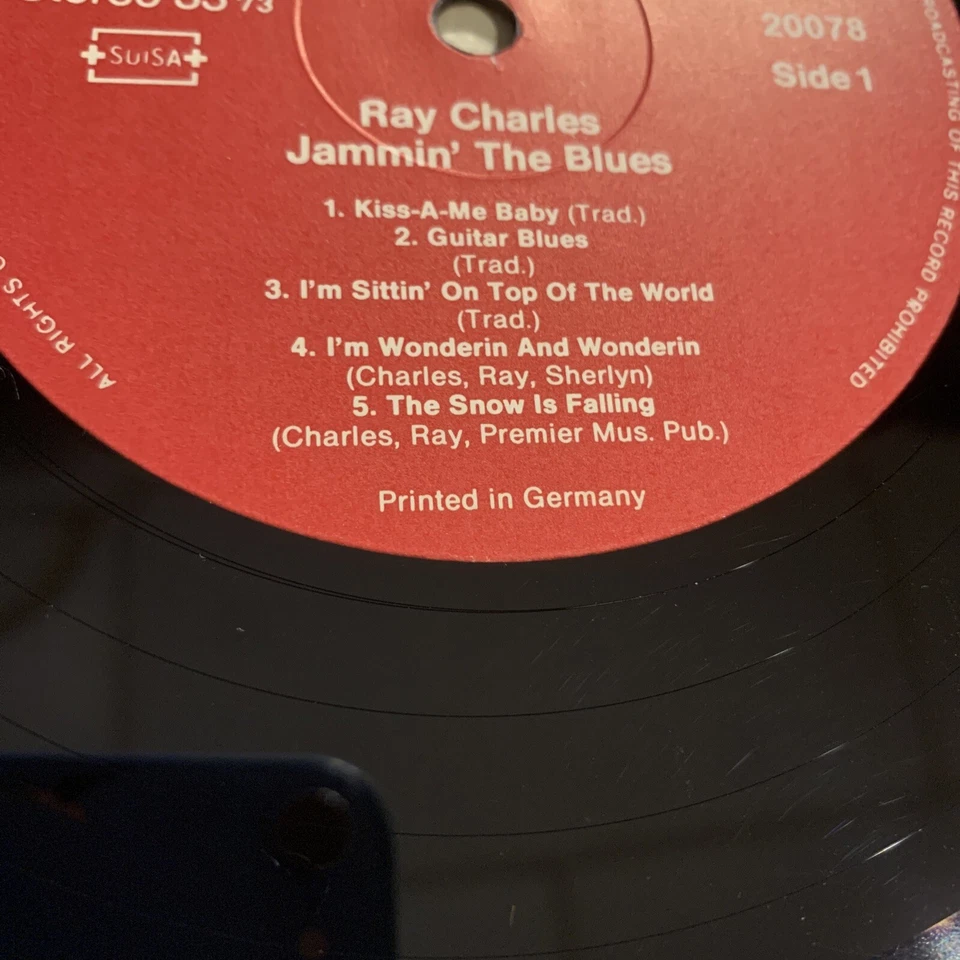 Stereo 33
SUISA
20078
Side 1
Ray Charles
Jammin' The Blues
1. Kiss-A-Me Baby (Trad.)
2. Guitar Blues
(Trad.)
3. I'm Sittin' On Top Of The World
(Trad.)
4. I'm Wonderin And Wonderin
(Charles, Ray, Sherlyn)
5. The Snow Is Falling
(Charles, Ray, Premier Mus. Pub.)
Printed in Germany
ALL RIGHTS
OF THIS RECORD PROHIBITED